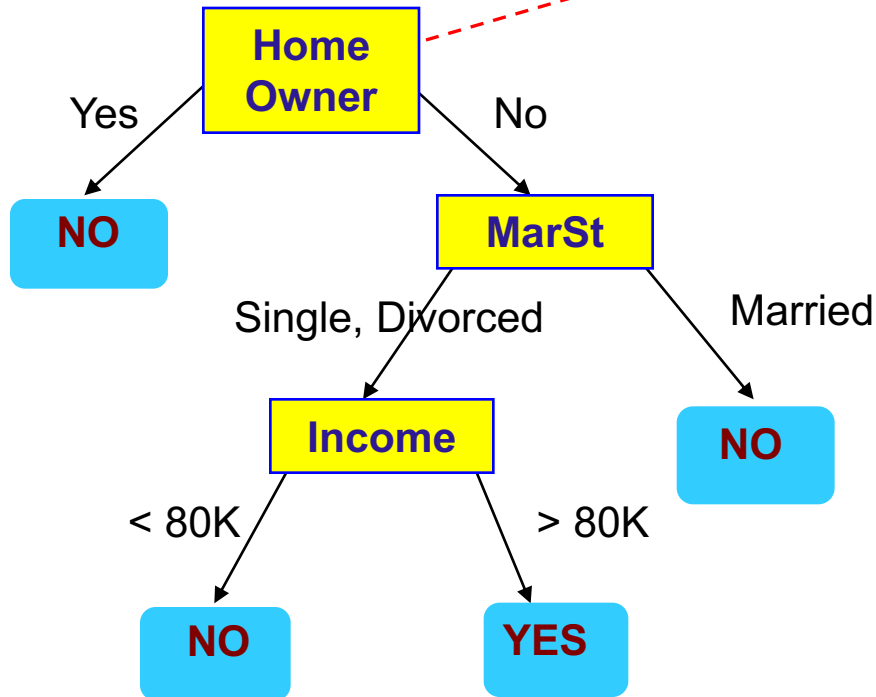 Home
Owner
Yes
No
NO
MarSt
Single, Divorced
Married
Income
NO
< 80K
> 80K
NO
YES